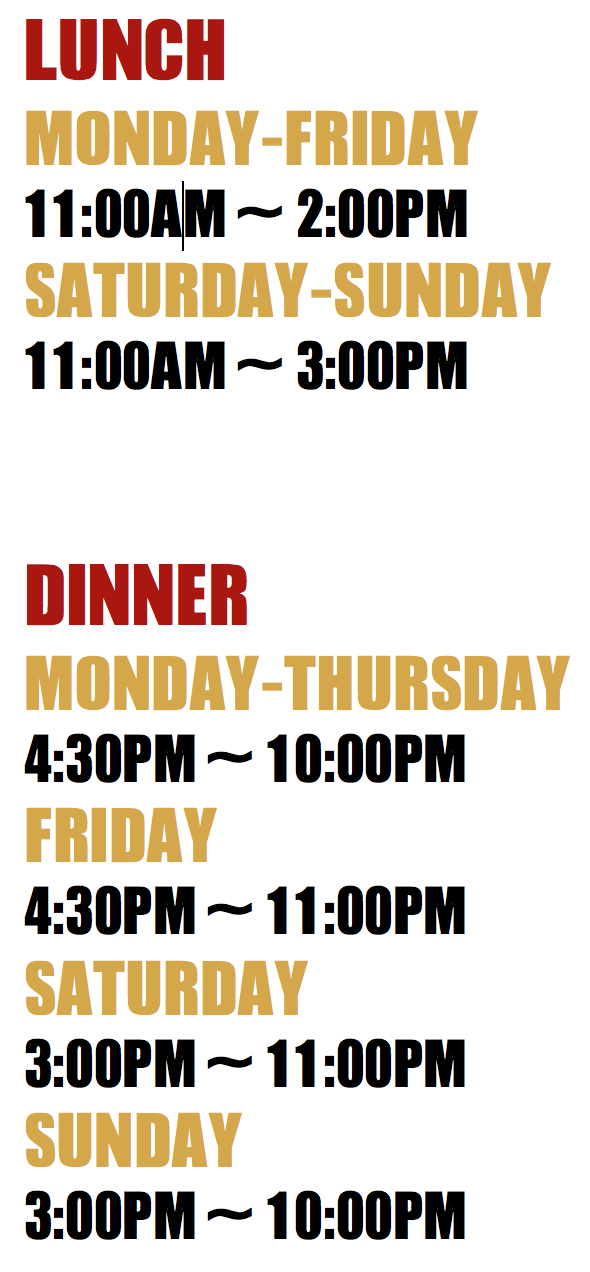 LUNCH
MONDAY-FRIDAY
11:00AM ~ 2:00PM
SATURDAY-SUNDAY
11:00AM ~ 3:00PM
DINNER
MONDAY-THURSDAY
4:30PM ~ 10:00PM
FRIDAY
4:30PM ~ 11:00PM
SATURDAY
3:00PM ~ 11:00PM
SUNDAY
3:00PM ~ 10:00PM